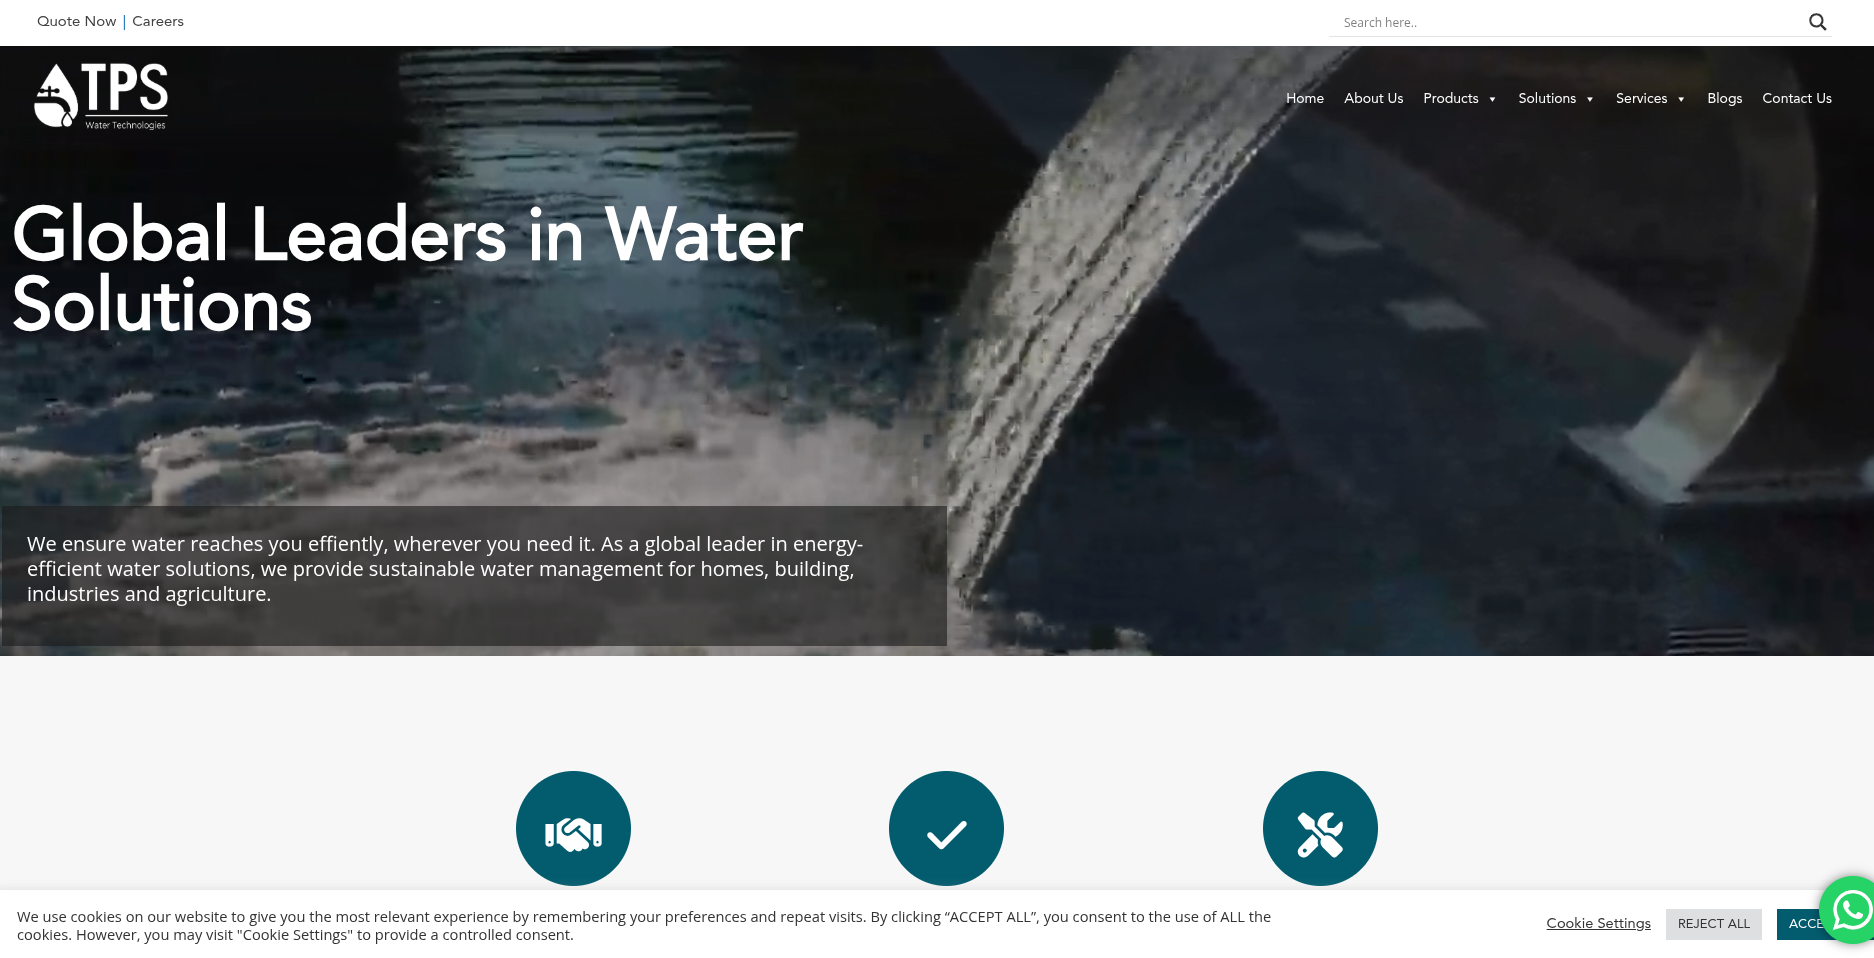 Quote Now | Careers
Search here..
TPS
Water Technologies
Home About Us Products Solutions Services Blogs Contact Us
Global Leaders in Water
Solutions
We ensure water reaches you effiently, wherever you need it. As a global leader in energy-
efficient water solutions, we provide sustainable water management for homes, building,
industries and agriculture.
We use cookies on our website to give you the most relevant experience by remembering your preferences and repeat visits. By clicking “ACCEPT ALL”, you consent to the use of ALL the
cookies. However, you may visit "Cookie Settings" to provide a controlled consent.
Cookie Settings
REJECT ALL